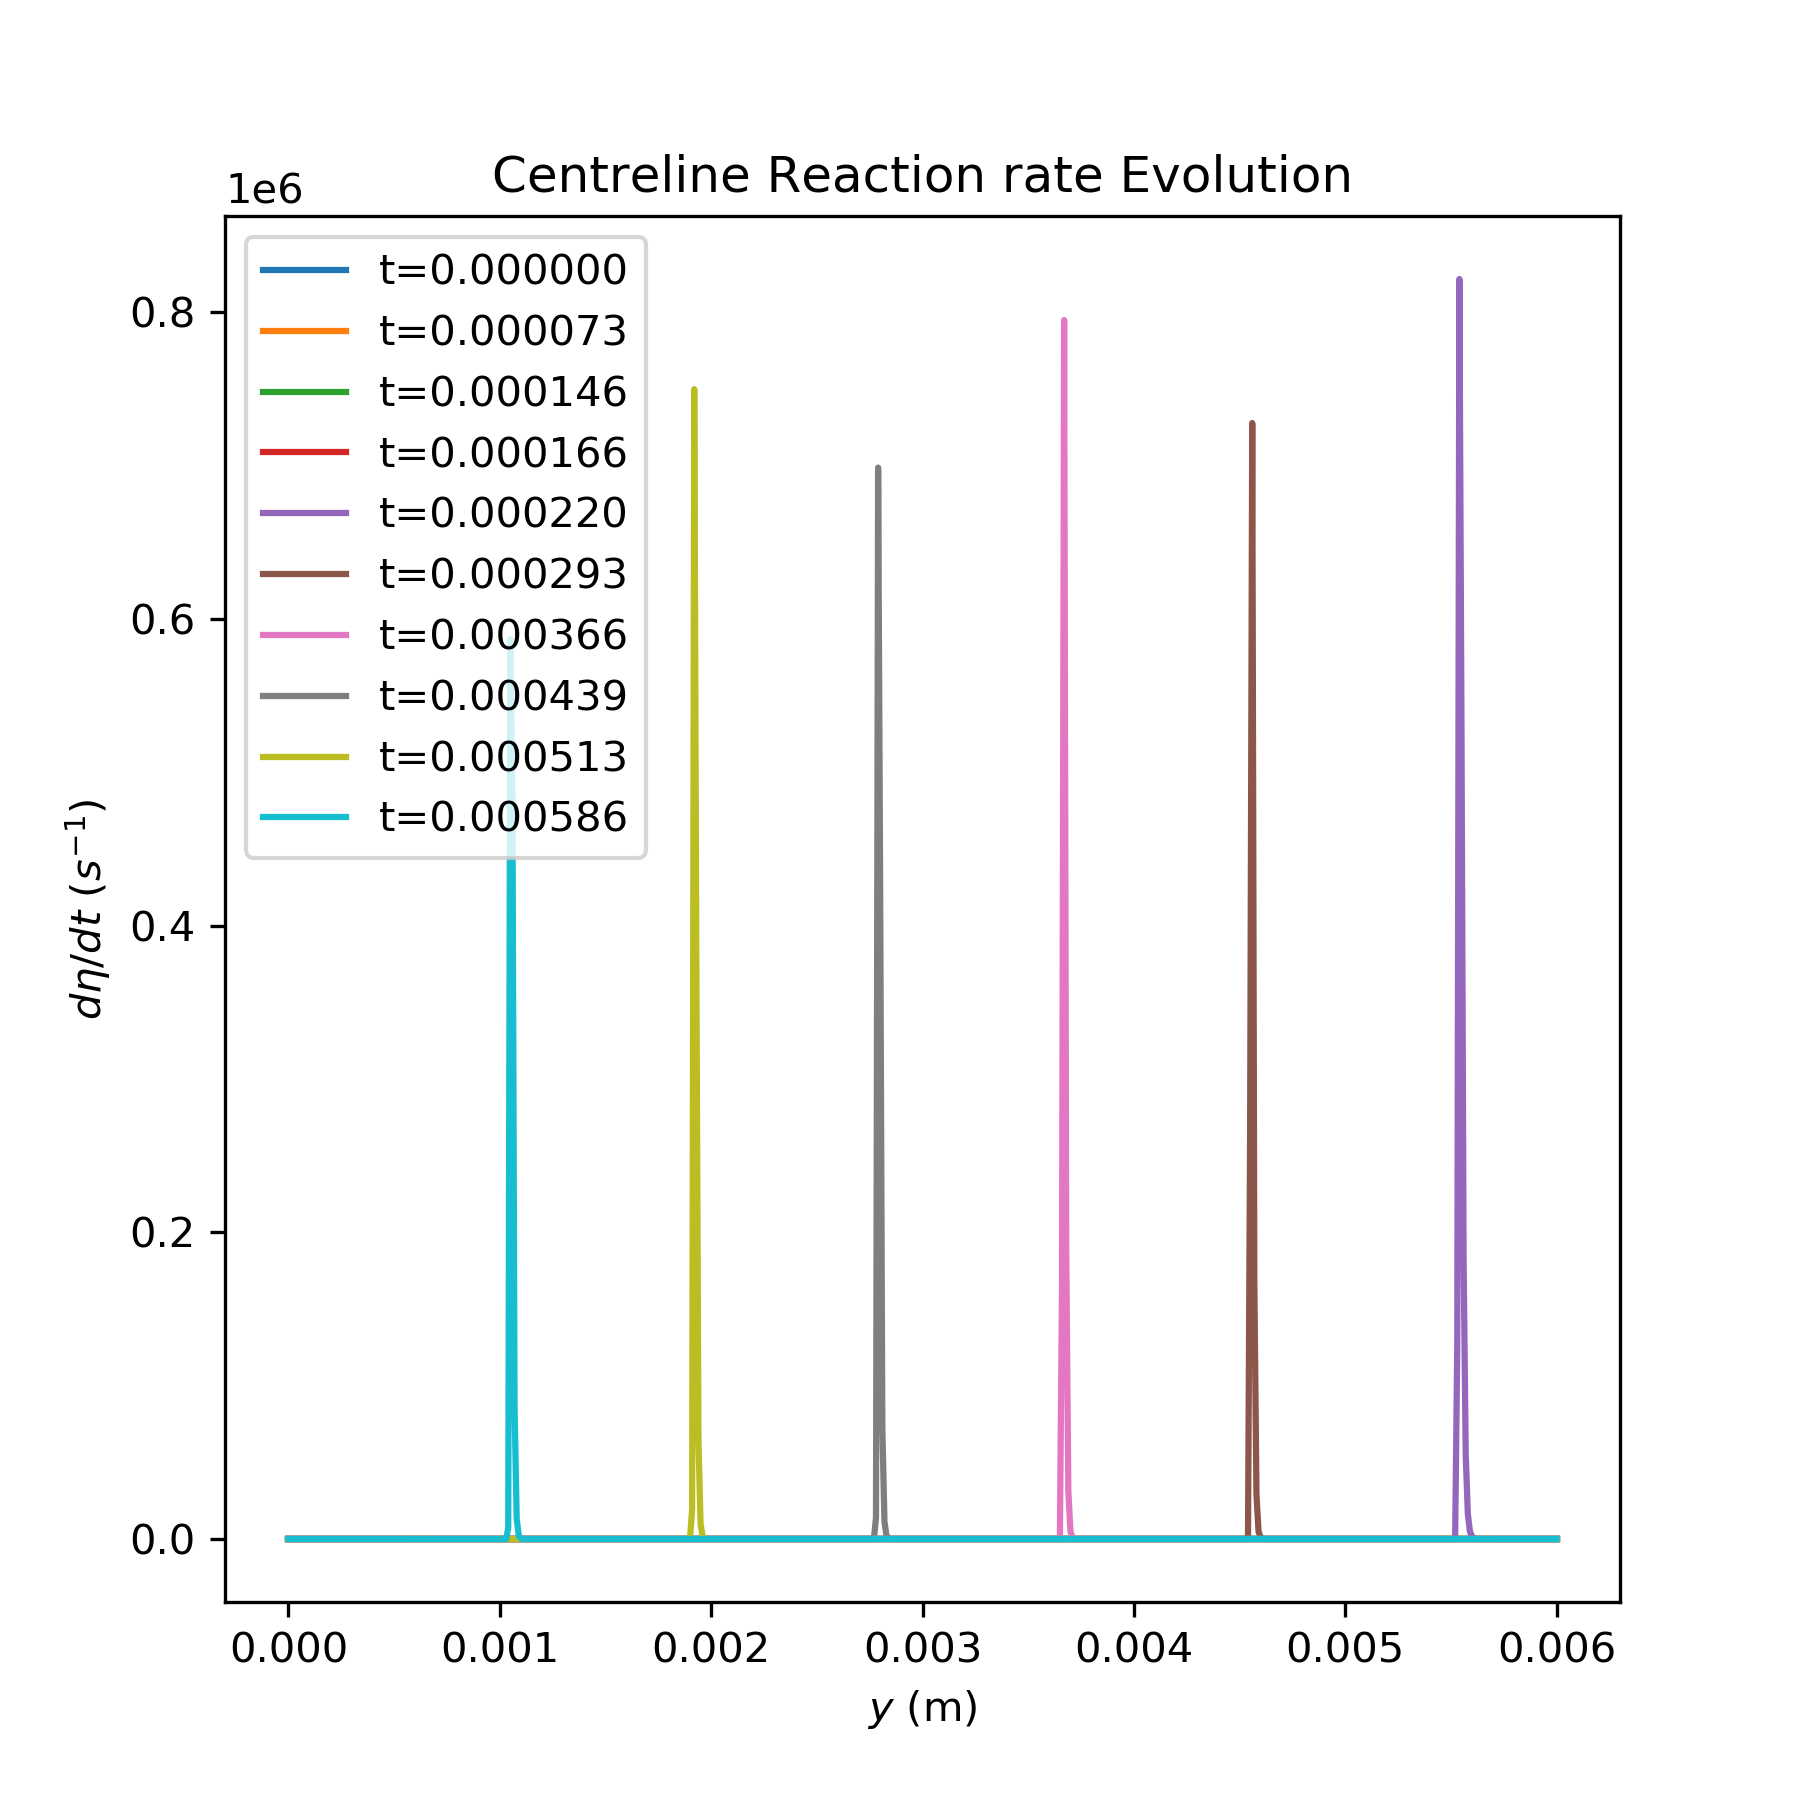 Centreline Reaction rate Evolution
1e6
t=0.000000
t=0.000073
t=0.000146
t=0.000166
t=0.000220
t=0.000293
t=0.000366
t=0.000439
t=0.000513
t=0.000586
0.8
0.6
0.4
0.2
0.0
dη/dt (s⁻¹)
0.000 0.001 0.002 0.003 0.004 0.005 0.006
y (m)